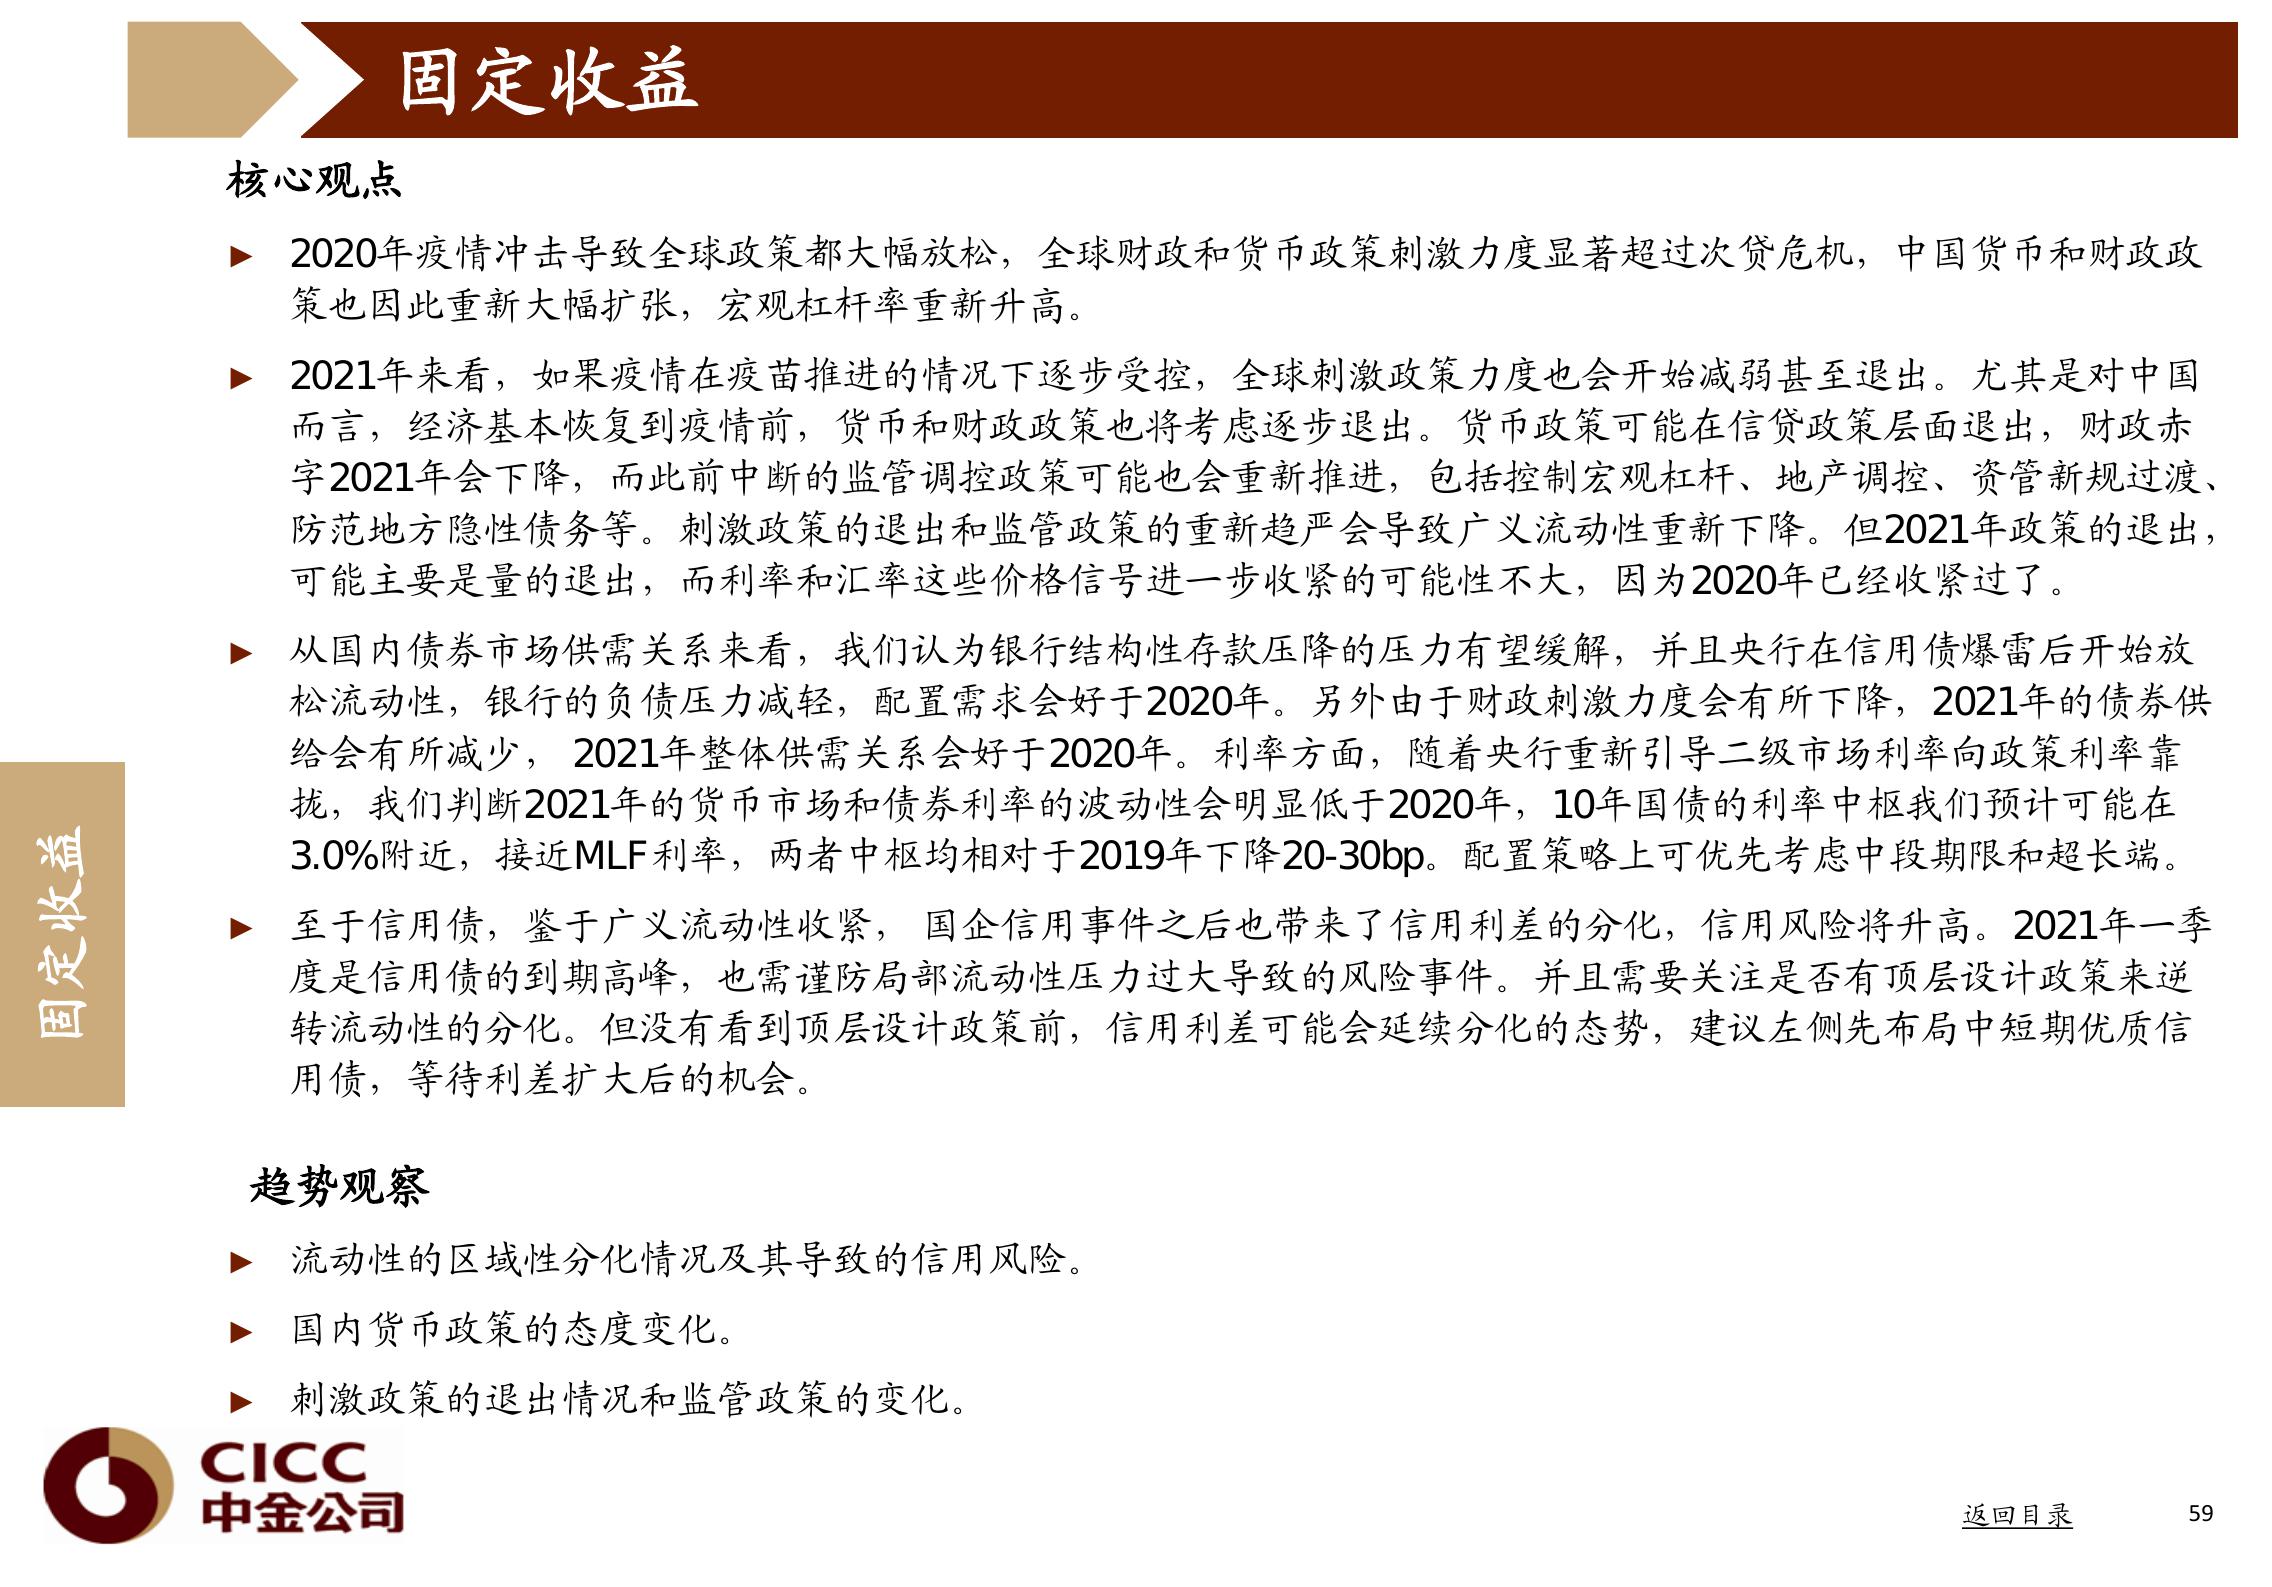 固定收益
核心观点
► 2020年疫情冲击导致全球政策都大幅放松，全球财政和货币政策刺激力度显著超过次贷危机，中国货币和财政政
策也因此重新大幅扩张，宏观杠杆率重新升高。
► 2021年来看，如果疫情在疫苗推进的情况下逐步受控，全球刺激政策力度也会开始减弱甚至退出。尤其是对中国
而言，经济基本恢复到疫情前，货币和财政政策也将考虑逐步退出。货币政策可能在信贷政策层面退出，财政赤
字2021年会下降，而此前中断的监管调控政策可能也会重新推进，包括控制宏观杠杆、地产调控、资管新规过渡、
防范地方隐性债务等。刺激政策的退出和监管政策的重新趋严会导致广义流动性重新下降。但2021年政策的退出，
可能主要是量的退出，而利率和汇率这些价格信号进一步收紧的可能性不大，因为2020年已经收紧过了。
► 从国内债券市场供需关系来看，我们认为银行结构性存款压降的压力有望缓解，并且央行在信用债爆雷后开始放
松流动性，银行的负债压力减轻，配置需求会好于2020年。另外由于财政刺激力度会有所下降，2021年的债券供
给会有所减少， 2021年整体供需关系会好于2020年。利率方面，随着央行重新引导二级市场利率向政策利率靠
拢，我们判断2021年的货币市场和债券利率的波动性会明显低于2020年，10年国债的利率中枢我们预计可能在
3.0%附近，接近MLF利率，两者中枢均相对于2019年下降20-30bp。配置策略上可优先考虑中段期限和超长端。
► 至于信用债，鉴于广义流动性收紧， 国企信用事件之后也带来了信用利差的分化，信用风险将升高。2021年一季
度是信用债的到期高峰，也需谨防局部流动性压力过大导致的风险事件。并且需要关注是否有顶层设计政策来逆
转流动性的分化。但没有看到顶层设计政策前，信用利差可能会延续分化的态势，建议左侧先布局中短期优质信
用债，等待利差扩大后的机会。
固定收益
趋势观察
► 流动性的区域性分化情况及其导致的信用风险。
► 国内货币政策的态度变化。
► 刺激政策的退出情况和监管政策的变化。
CICC
中金公司
返回目录
59